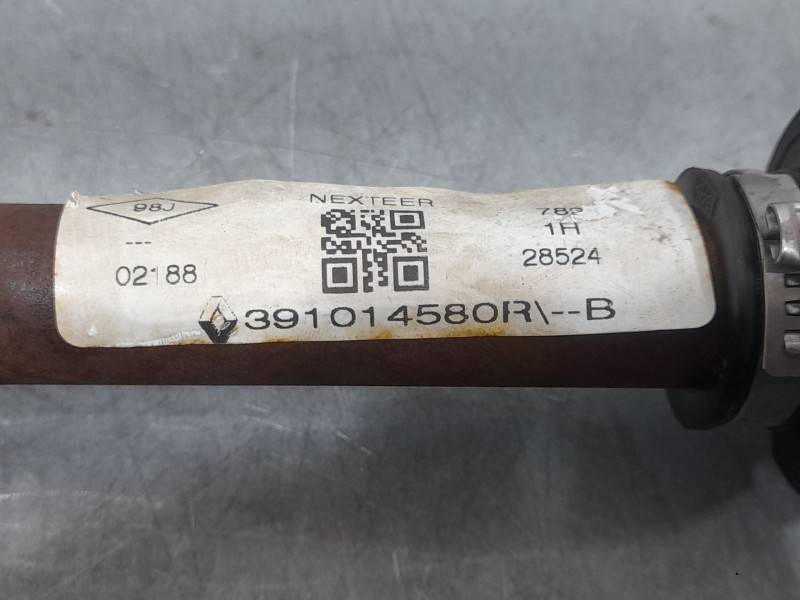 98J
NEXTEER
---
1H
02188
28524
391014580R\--B